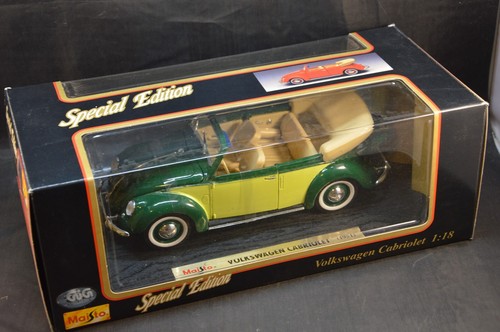 Special Edition
Maisto VOLKSWAGEN CABRIOLET
Volkswagen Cabriolet 1:18
Special Edition
Maisto